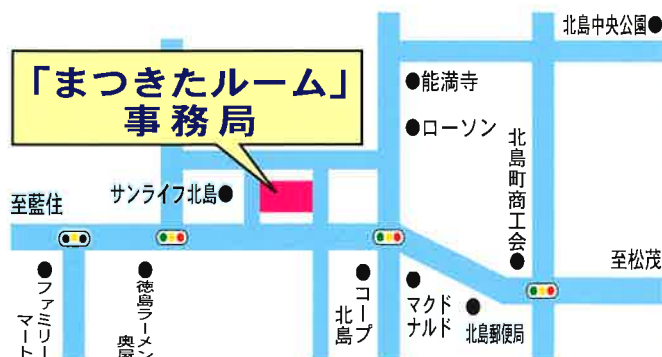 北島中央公園
「まつきたルーム」
事務局
能満寺
ローソン
北島町商工会
サンライフ北島
至藍住
至松茂
ファミリー
マート
徳島ラーメン
奥屋
コープ
北島
マクド
ナルド
北島郵便局